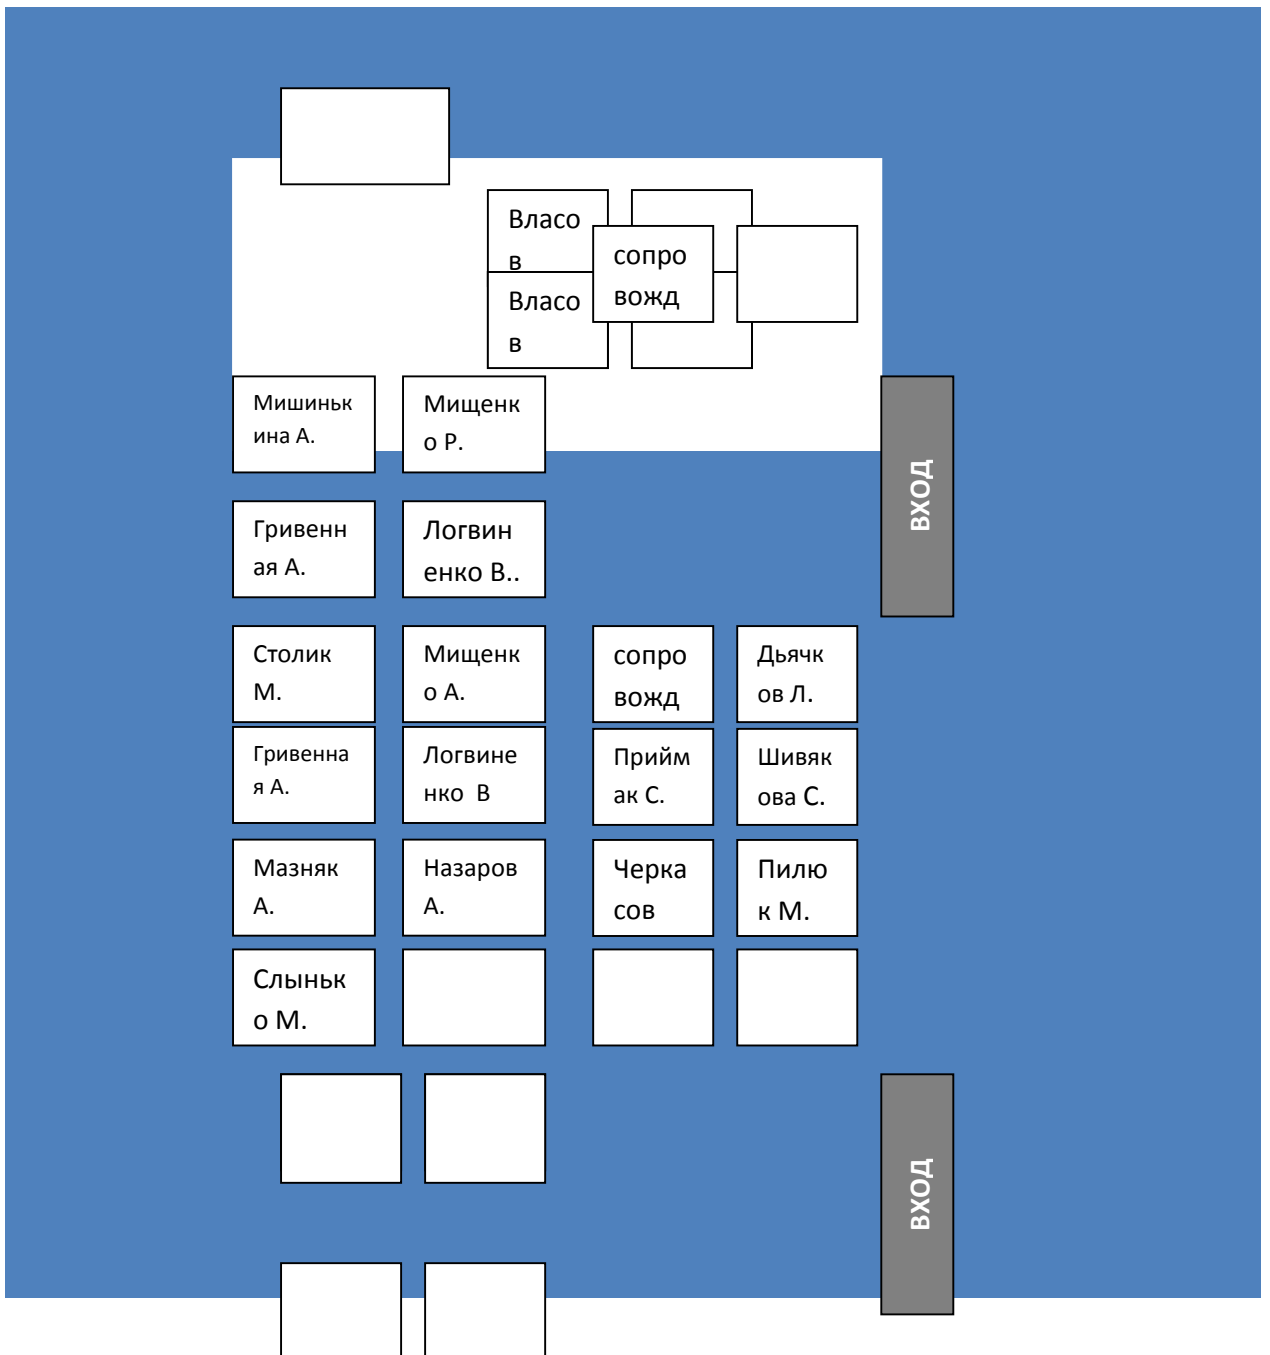 Власо
в
сопро
вожд
Власо
в
Мишиньк
ина А.
Мищенк
о Р.
ВХОД
Гривенн
ая А.
Логвин
енко В..
Столик
М.
Мищенк
о А.
сопро
вожд
Дьячк
ов Л.
Гривенна
я А.
Логвине
нко В
Прийм
ак С.
Шивяк
ова С.
Мазняк
А.
Назаров
А.
Черка
сов
Пилю
к М.
Слыньк
о М.
ВХОД